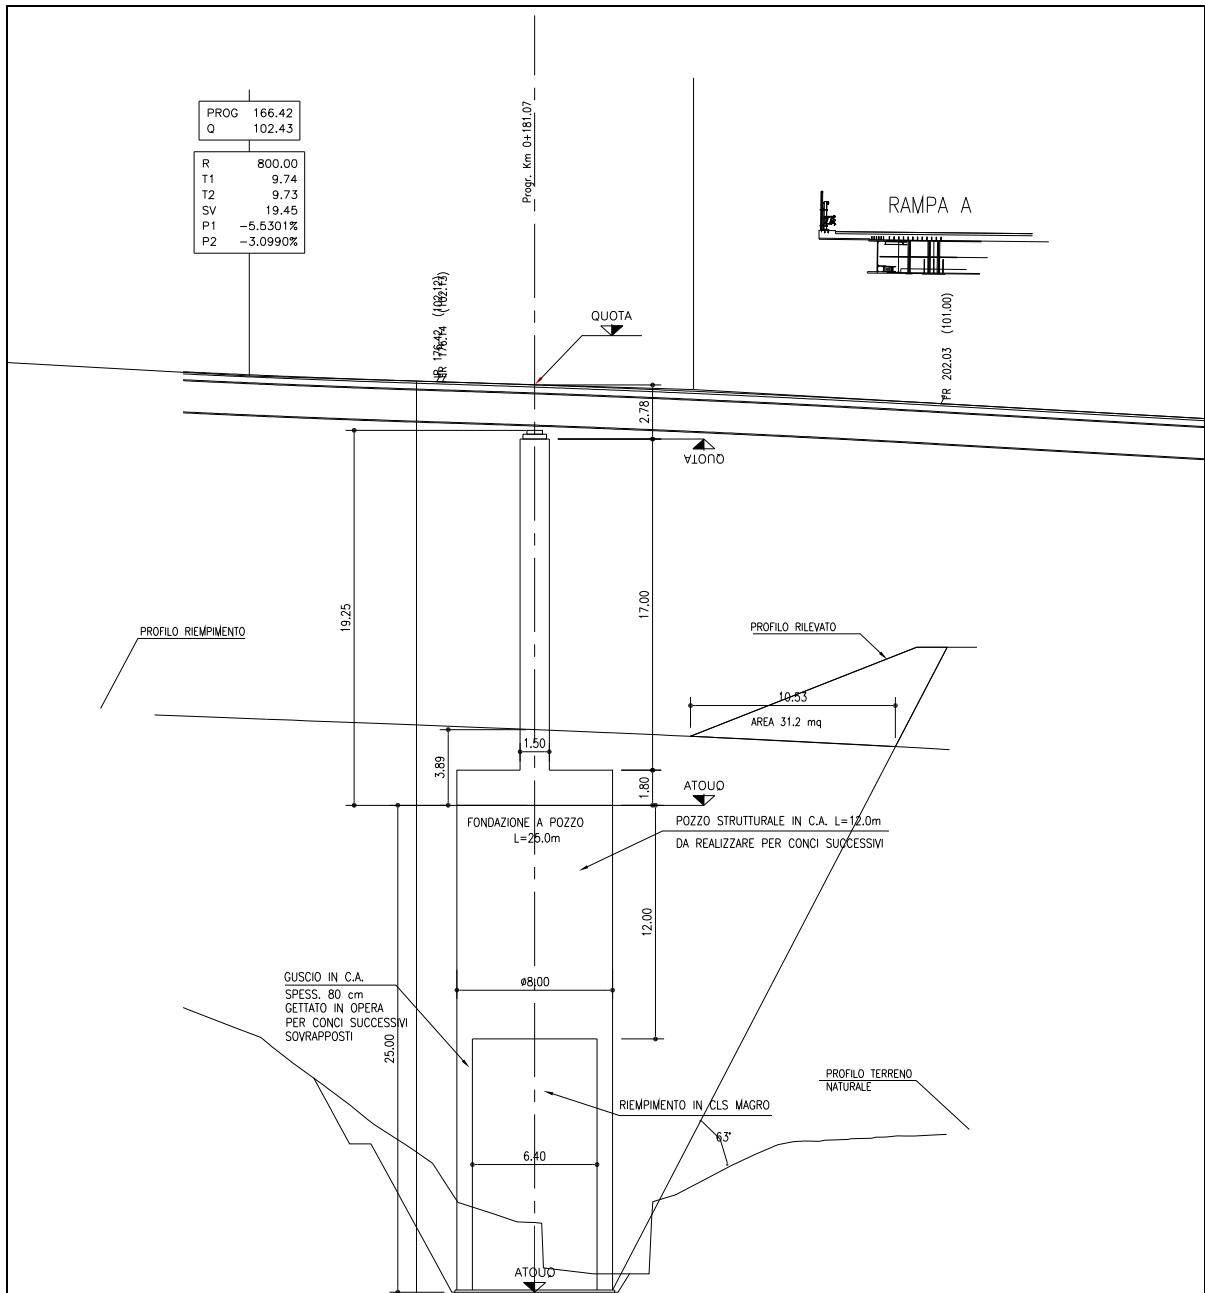 PROG 166.42
Q 102.43
R 800.00
T1 9.74
T2 9.73
SV 19.45
P1 -5.5301%
P2 -3.0990%
Progr. Km 0+181.07
RAMPA A
QUOTA
FR 202.03 (101.00)
2.78
QUOTA
19.25
17.00
PROFILO RIEMPIMENTO
PROFILO RILEVATO
10.53
AREA 31.2 mq
1.50
3.89
1.80
QUOTA
FONDAZIONE A POZZO
L=25.0m
POZZO STRUTTURALE IN C.A. L=12.0m
DA REALIZZARE PER CONCI SUCCESSIVI
12.00
GUSCIO IN C.A.
SPESS. 80 cm
GETTATO IN OPERA
PER CONCI SUCCESSIVI
SOVRAPPOSTI
ø8.00
25.00
PROFILO TERRENO
NATURALE
RIEMPIMENTO IN CLS MAGRO
63°
6.40
QUOTA